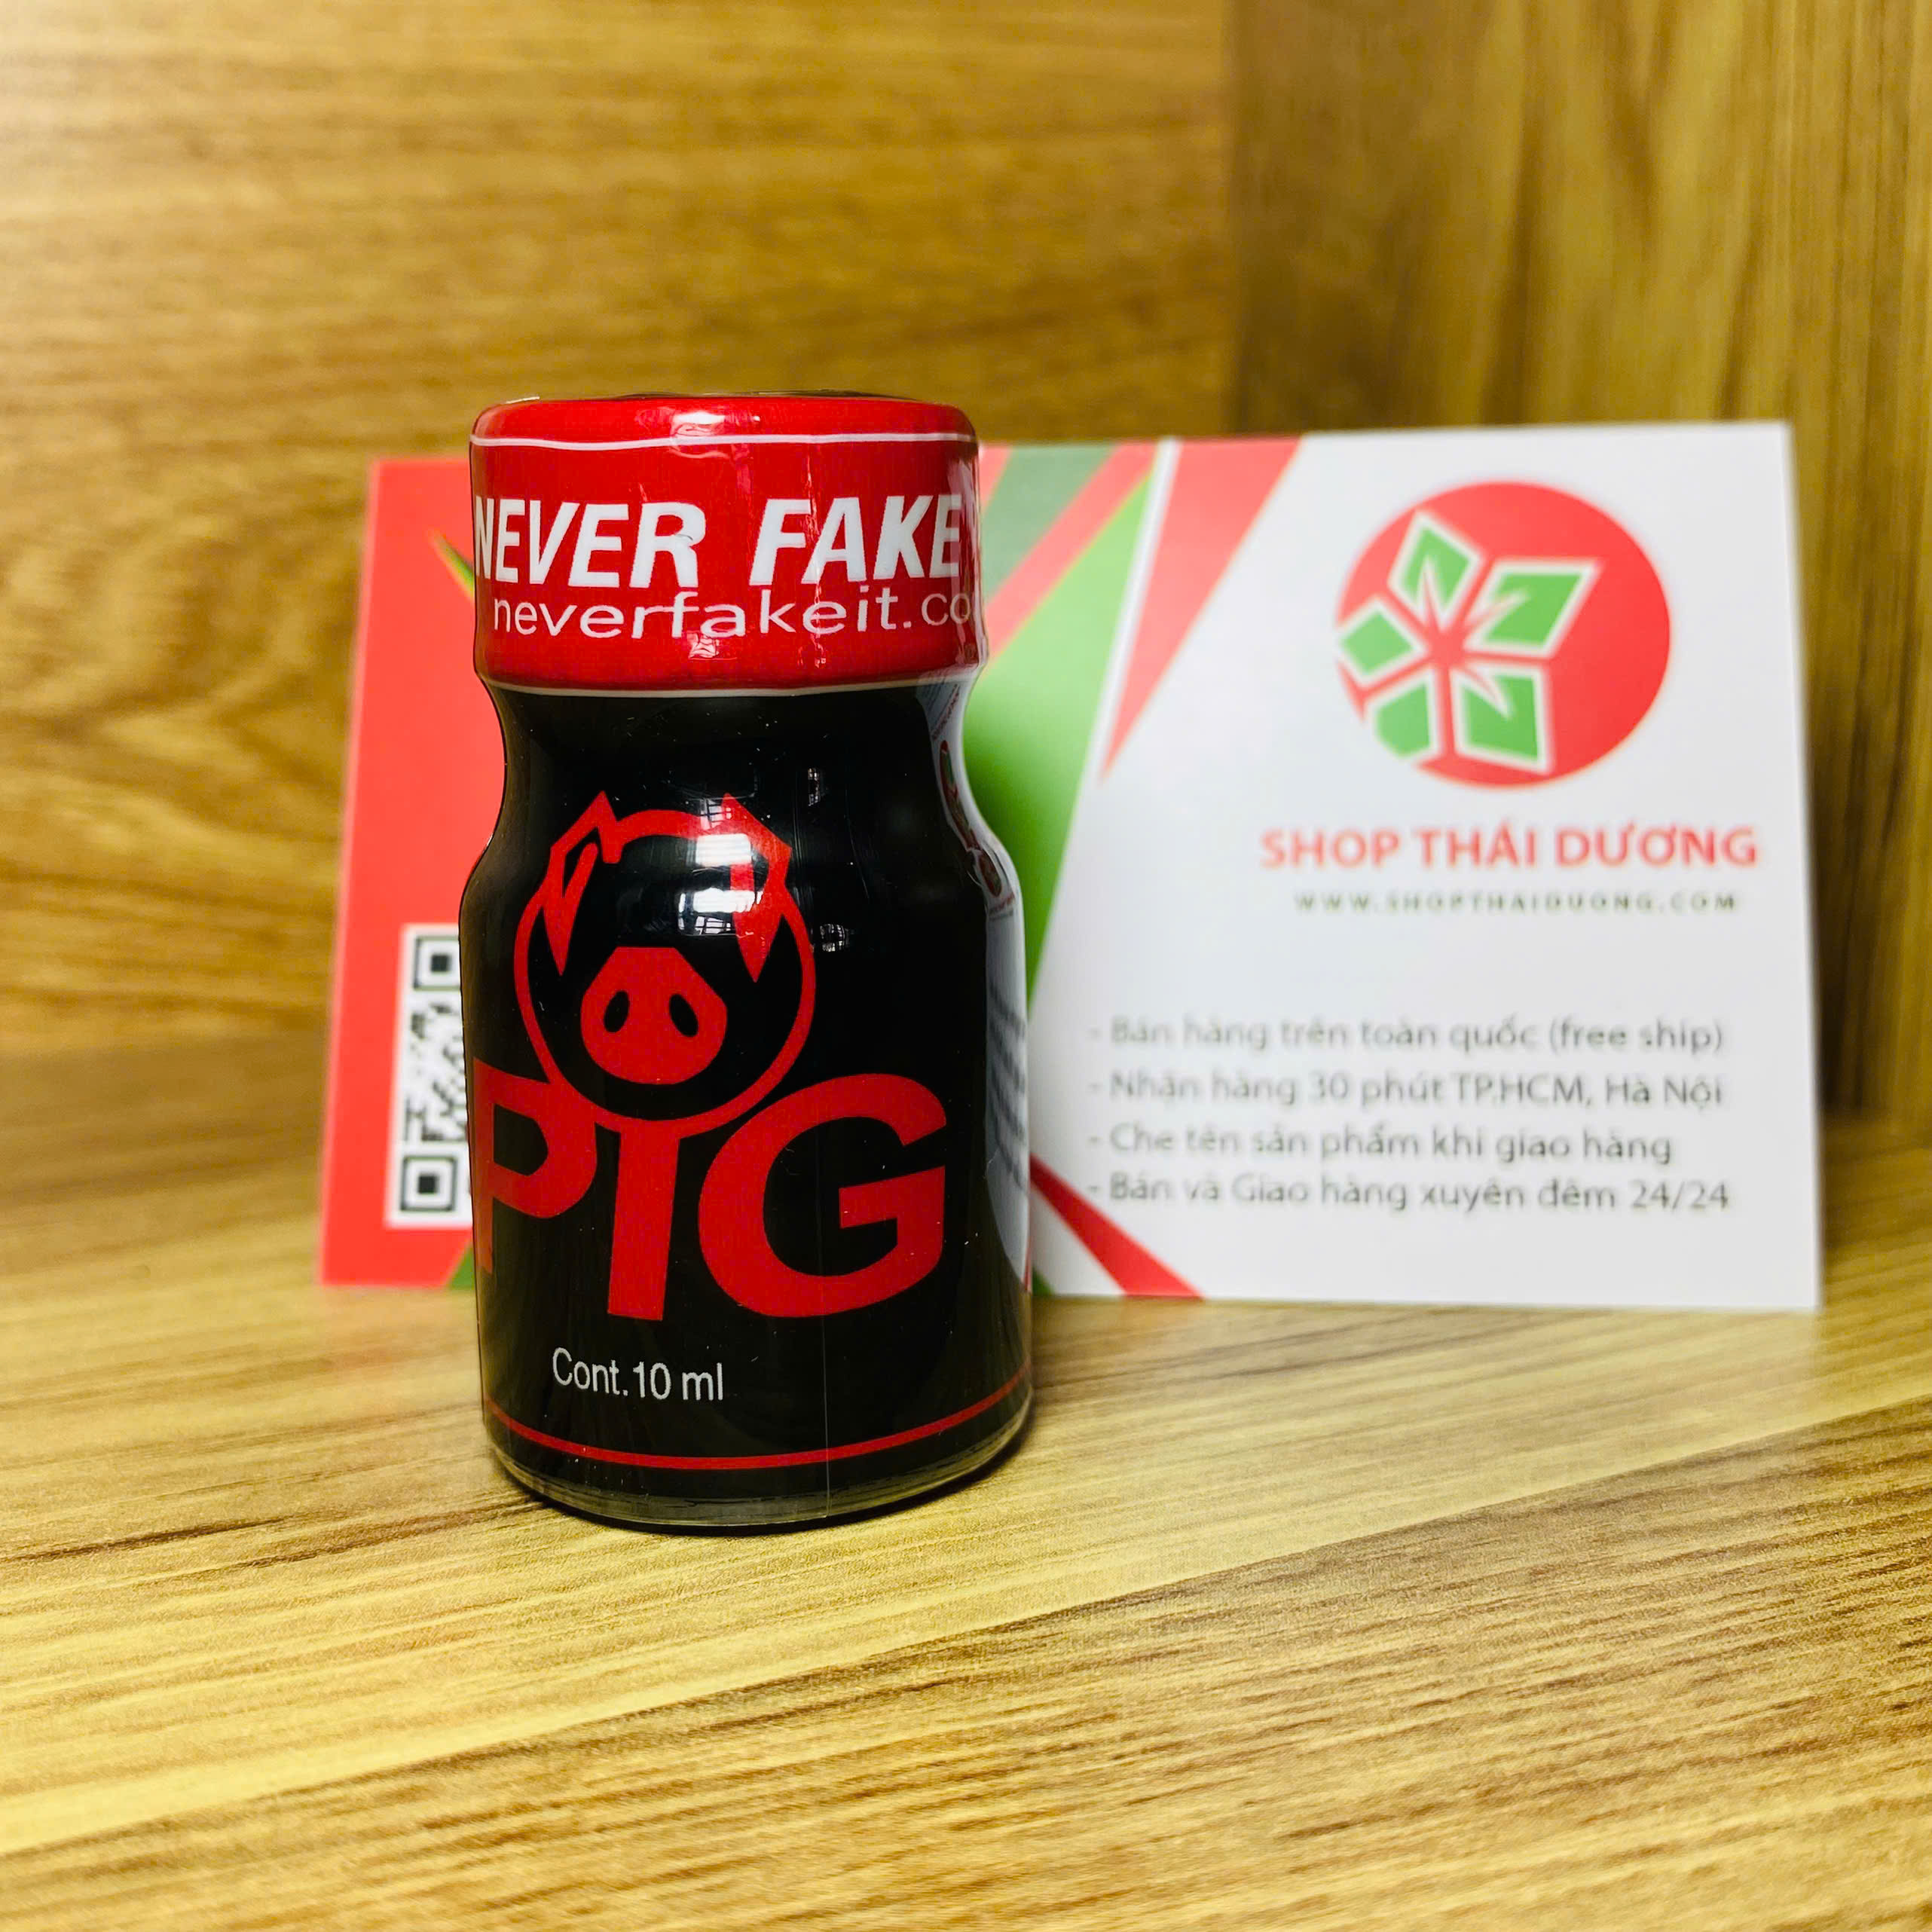 NEVER FAKE
neverfakeit.co
PIG
Cont.10 ml
SHOP THÁI DƯƠNG
WWW.SHOPTHAIDUONG.COM
- Bán hàng trên toàn quốc (free ship)
- Nhận hàng 30 phút TP.HCM, Hà Nội
- Che tên sản phẩm khi giao hàng
- Bán và Giao hàng xuyên đêm 24/24